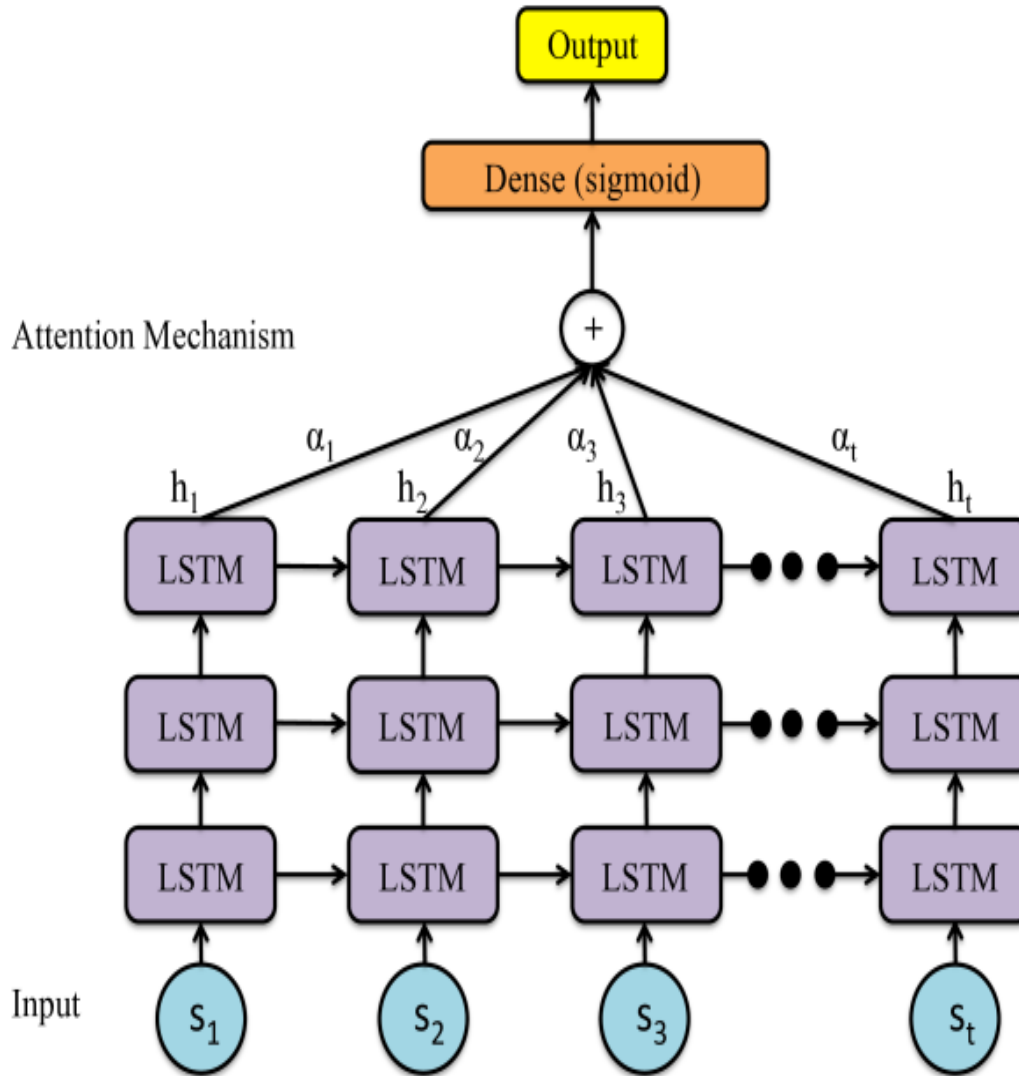 Output
Dense (sigmoid)
+
Attention Mechanism
α₁ α₂ α₃ αₜ
h₁ h₂ h₃ hₜ
LSTM LSTM LSTM LSTM
LSTM LSTM LSTM LSTM
LSTM LSTM LSTM LSTM
Input S₁ S₂ S₃ Sₜ